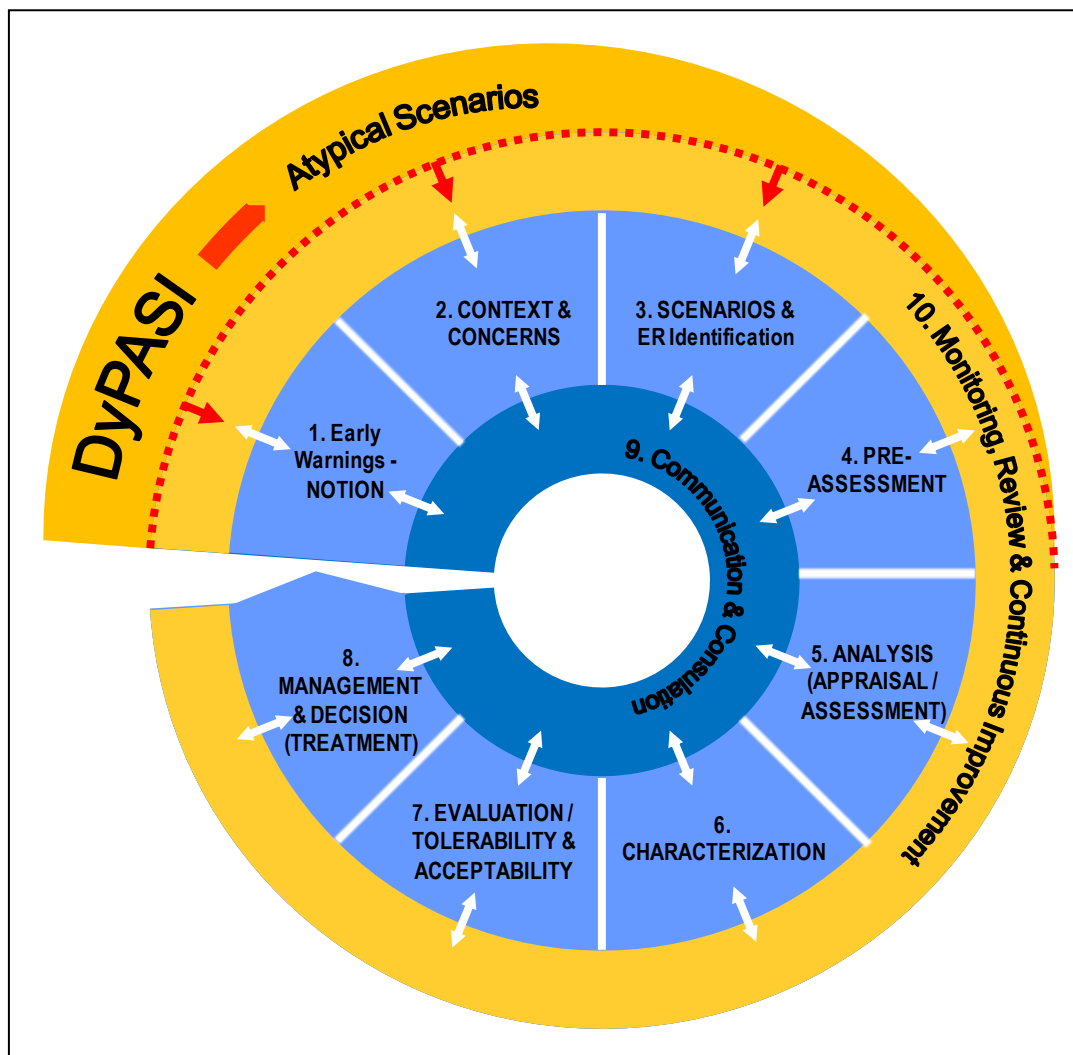 DyPASI
Atypical Scenarios
1. Early
Warnings -
NOTION
2. CONTEXT &
CONCERNS
3. SCENARIOS &
ER Identification
4. PRE-
ASSESSMENT
5. ANALYSIS
(APPRAISAL /
ASSESSMENT)
6.
CHARACTERIZATION
7. EVALUATION /
TOLERABILITY &
ACCEPTABILITY
8.
MANAGEMENT
& DECISION
(TREATMENT)
9. Communication & Consulation
10. Monitoring, Review & Continuous Improvement